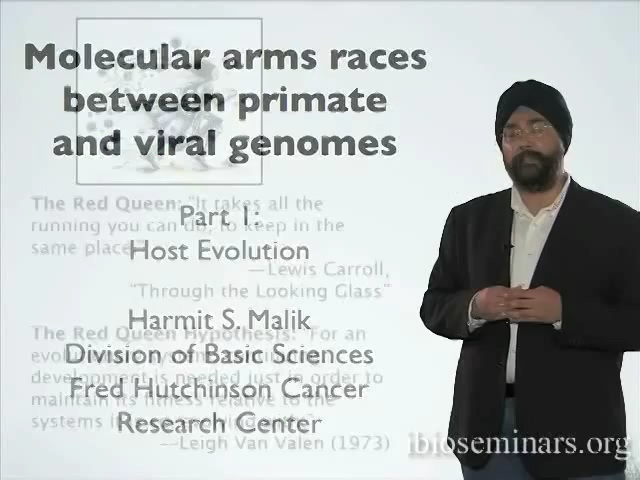 Molecular arms races
between primate
and viral genomes
Part 1:
Host Evolution
Harmit S. Malik
Division of Basic Sciences
Fred Hutchinson Cancer
Research Center
The Red Queen: "It takes all the
running you can do, to keep in the
same place
—Lewis Carroll,
"Through the Looking Glass"
The Red Queen Hypothesis: "For an
development is needed just in order to
maintain its fitness relative to the
—Leigh Van Valen (1973)
ibioseminars.org